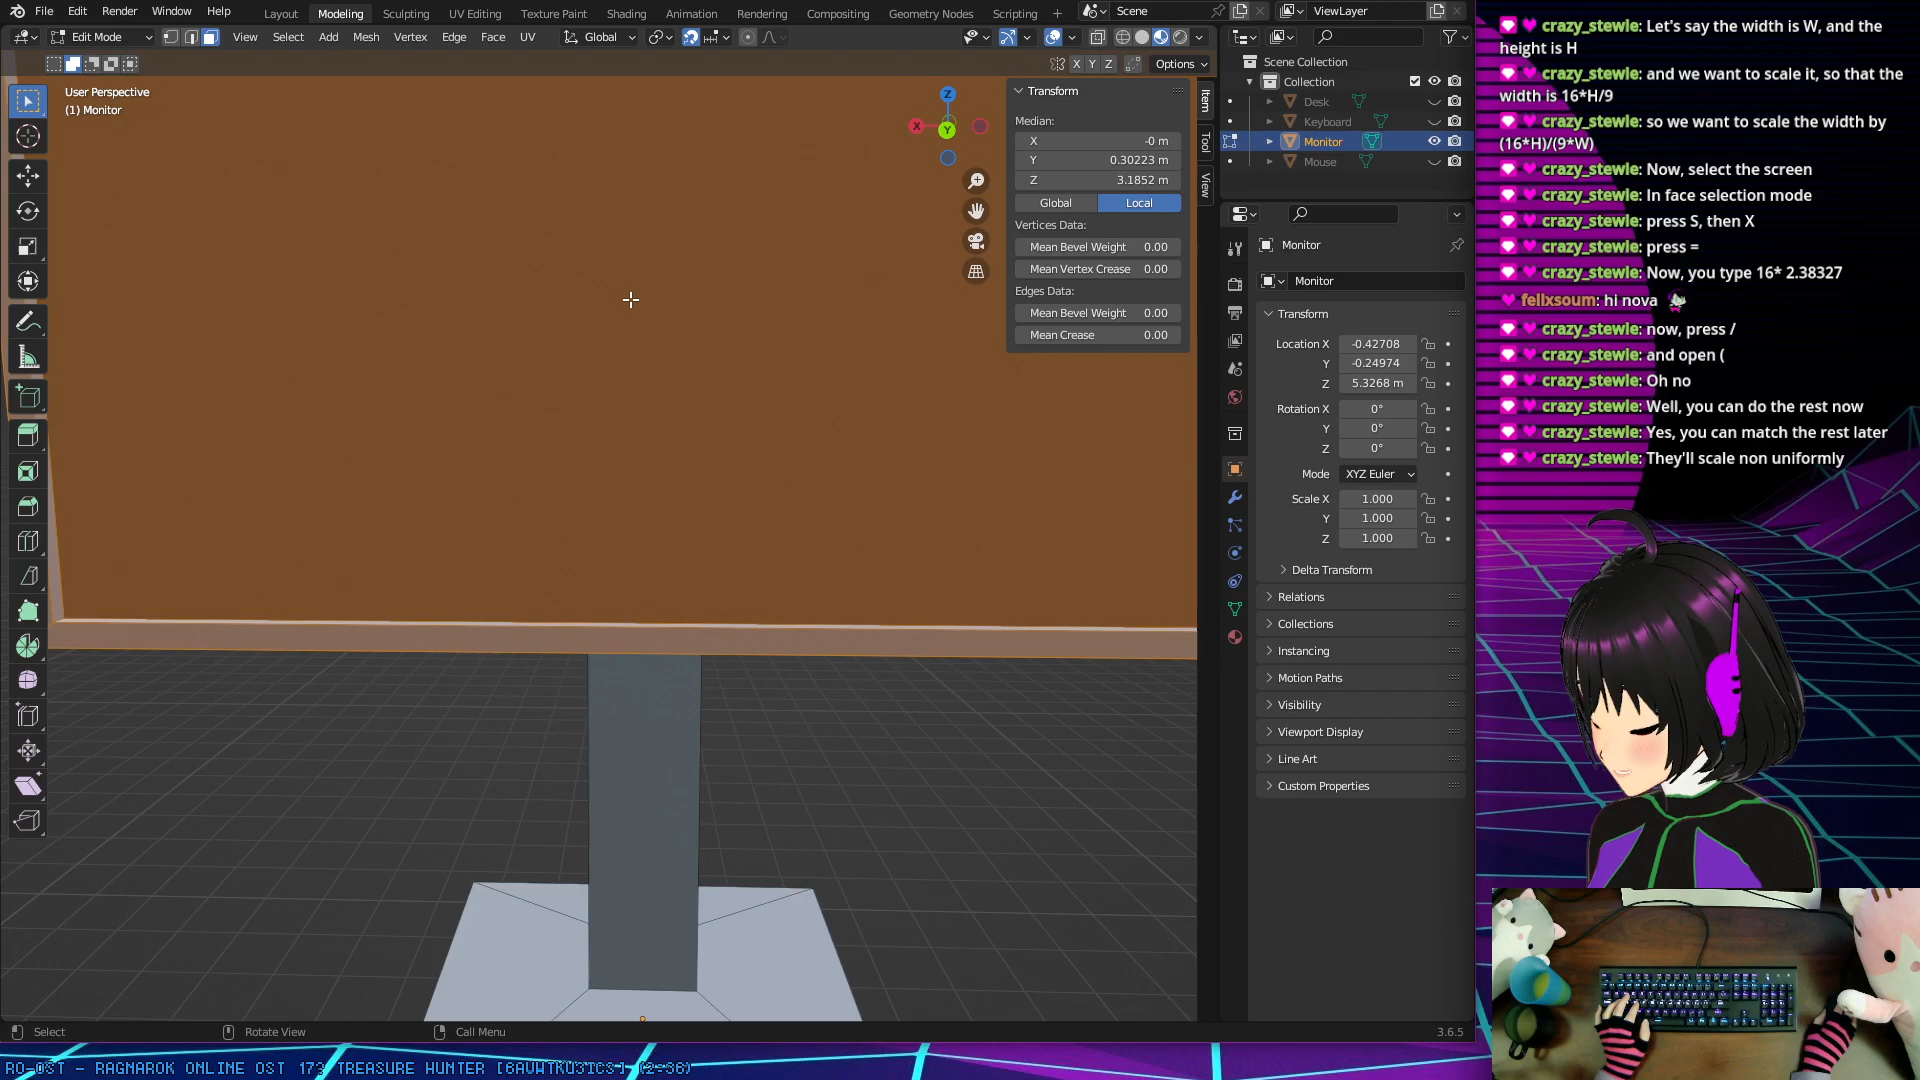 File Edit Render Window Help Layout Modeling Sculpting UV Editing Texture Paint Shading Animation Rendering Compositing Geometry Nodes Scripting + Scene ViewLayer
Edit Mode View Select Add Mesh Vertex Edge Face UV Global
X Y Z Options
User Perspective
(1) Monitor
Z
X
Y
Transform
Median:
X -0 m
Y 0.30223 m
Z 3.1852 m
Global Local
Vertices Data:
Mean Bevel Weight 0.00
Mean Vertex Crease 0.00
Edges Data:
Mean Bevel Weight 0.00
Mean Crease 0.00
Item
Tool
View
Scene Collection
Collection
Desk
Keyboard
Monitor
Mouse
Monitor
Monitor
Transform
Location X -0.42708
Y -0.24974
Z 5.3268 m
Rotation X 0°
Y 0°
Z 0°
Mode XYZ Euler
Scale X 1.000
Y 1.000
Z 1.000
Delta Transform
Relations
Collections
Instancing
Motion Paths
Visibility
Viewport Display
Line Art
Custom Properties
Select Rotate View Call Menu 3.6.5
crazy_stewie: Let's say the width is W, and the
height is H
crazy_stewie: and we want to scale it, so that the
width is 16*H/9
crazy_stewie: so we want to scale the width by
(16*H)/(9*W)
crazy_stewie: Now, select the screen
crazy_stewie: In face selection mode
crazy_stewie: press S, then X
crazy_stewie: press =
crazy_stewie: Now, you type 16* 2.38327
felixsoum: hi nova
crazy_stewie: now, press /
crazy_stewie: and open (
crazy_stewie: Oh no
crazy_stewie: Well, you can do the rest now
crazy_stewie: Yes, you can match the rest later
crazy_stewie: They'll scale non uniformly
RO-OST - RAGNAROK ONLINE OST 173 TREASURE HUNTER